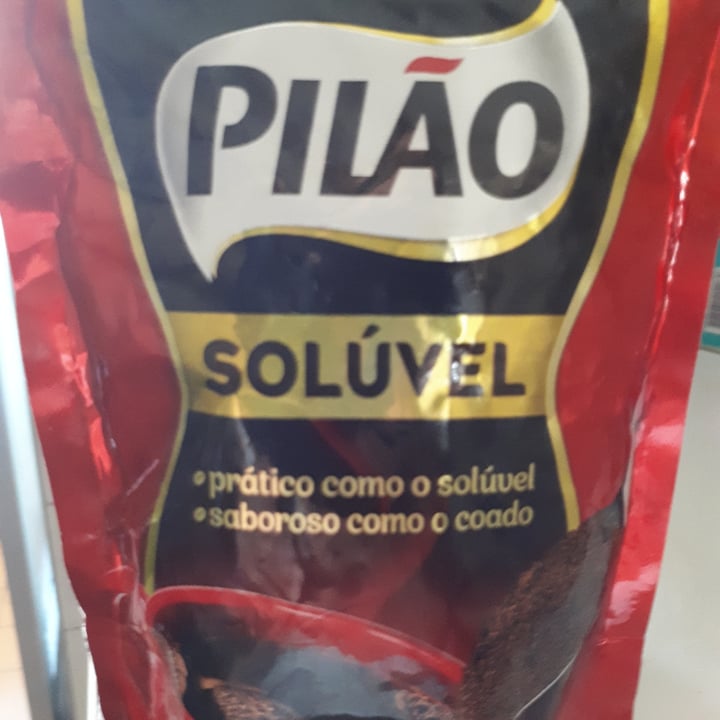 PILÃO
SOLÚVEL
prático como o solúvel
saboroso como o coado